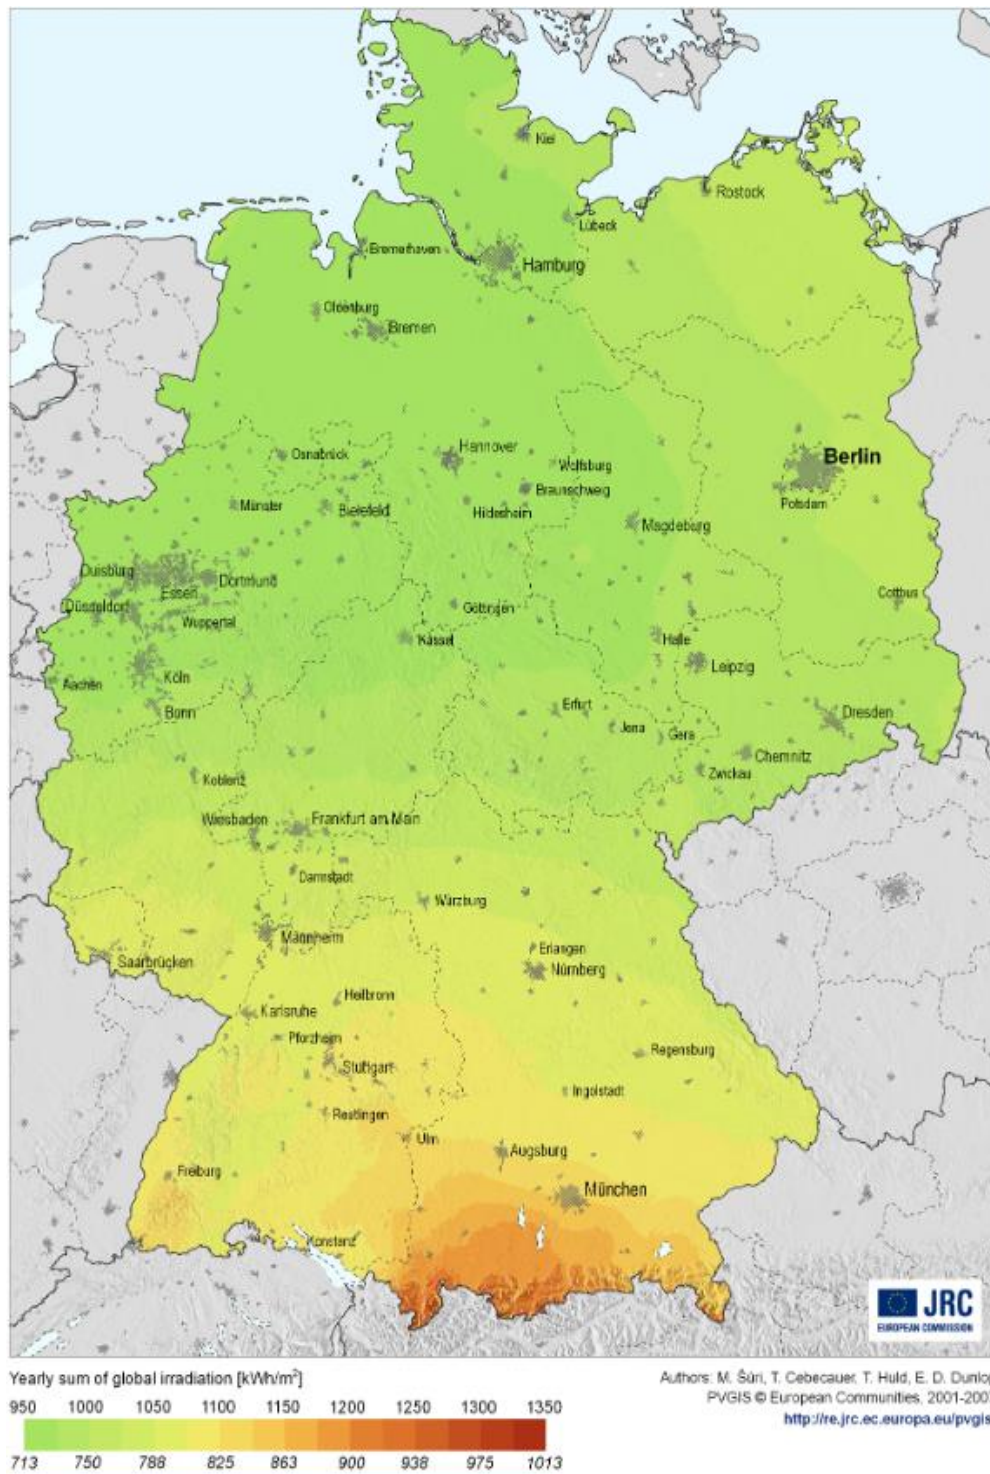 Kiel
Rostock
Lübeck
Bremerhaven
Hamburg
Oldenburg
Bremen
Berlin
Osnabrück
Hannover
Wolfsburg
Braunschweig
Potsdam
Münster
Bielefeld
Hildesheim
Magdeburg
Duisburg
Dortmund
Essen
Düsseldorf
Wuppertal
Göttingen
Cottbus
Kassel
Halle
Leipzig
Köln
Aachen
Bonn
Erfurt
Jena
Gera
Dresden
Chemnitz
Zwickau
Koblenz
Wiesbaden
Frankfurt am Main
Darmstadt
Würzburg
Mannheim
Erlangen
Nürnberg
Saarbrücken
Heilbronn
Karlsruhe
Pforzheim
Stuttgart
Regensburg
Ingolstadt
Reutlingen
Ulm
Augsburg
Freiburg
München
Konstanz
JRC
EUROPEAN COMMISSION
Yearly sum of global irradiation [kWh/m²]
950 1000 1050 1100 1150 1200 1250 1300 1350
713 750 788 825 863 900 938 975 1013
Authors: M. Šúri, T. Cebecauer, T. Huld, E. D. Dunlop
PVGIS © European Communities, 2001-200
http://re.jrc.ec.europa.eu/pvgis